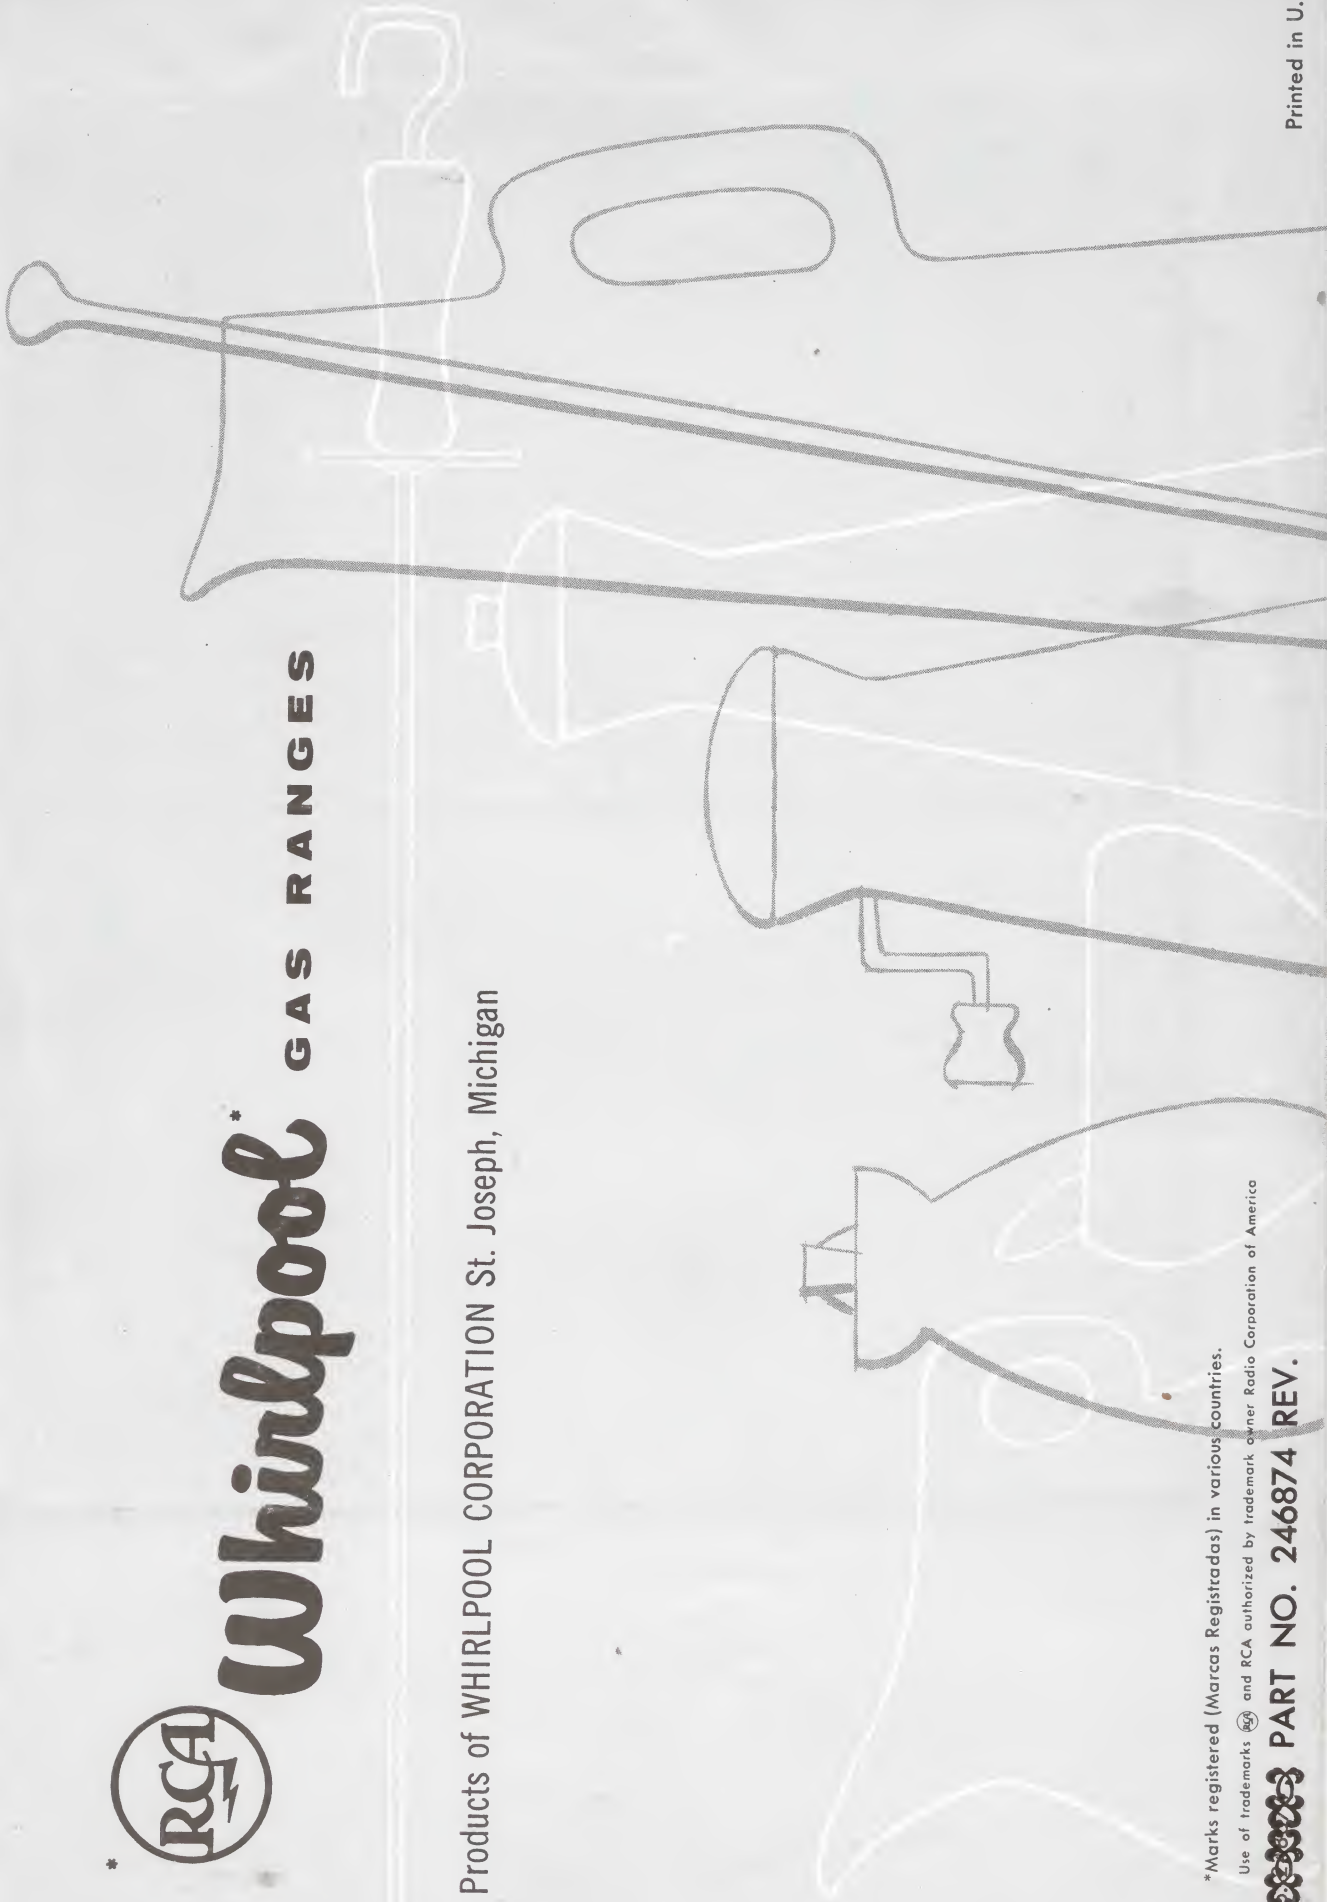 *
RCA
Whirlpool* GAS RANGES
Products of WHIRLPOOL CORPORATION St. Joseph, Michigan
*Marks registered (Marcas Registradas) in various countries.
Use of trademarks RCA and RCA authorized by trademark owner Radio Corporation of America
PART NO. 246874 REV.
Printed in U.